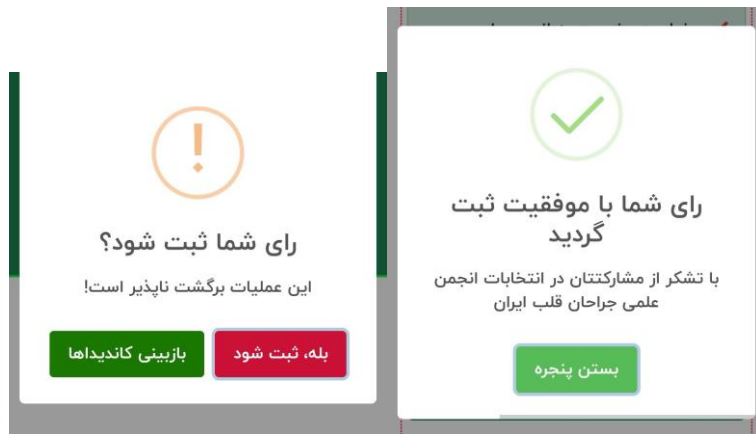 رای شما ثبت شود؟
این عملیات برگشت ناپذیر است!
بله، ثبت شود
بازبینی کاندیداها
رای شما با موفقیت ثبت
گردید
با تشکر از مشارکتتان در انتخابات انجمن
علمی جراحان قلب ایران
بستن پنجره